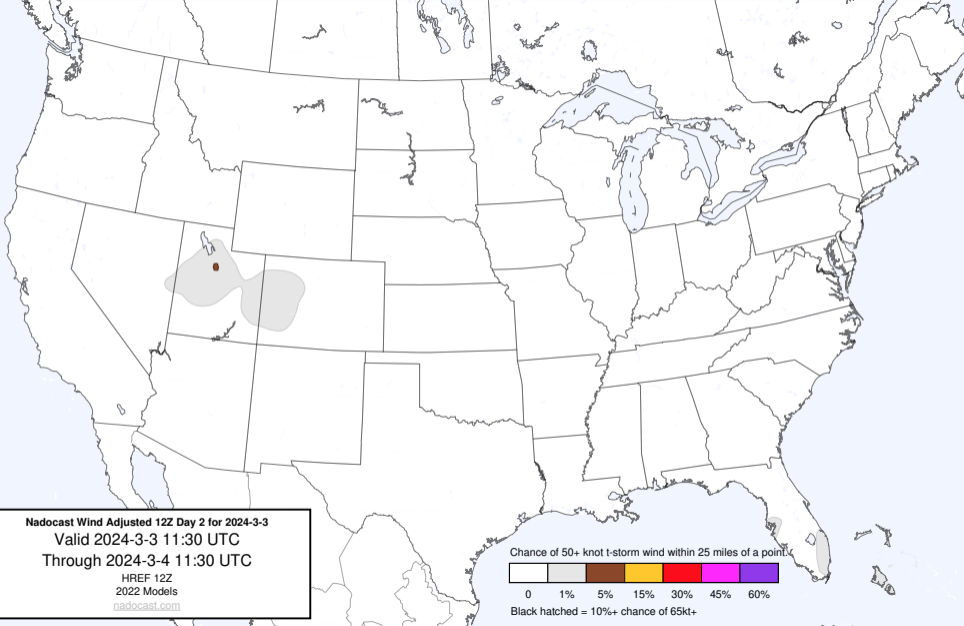 Nadocast Wind Adjusted 12Z Day 2 for 2024-3-3
Valid 2024-3-3 11:30 UTC
Through 2024-3-4 11:30 UTC
HREF 12Z
2022 Models
nadocast.com
Chance of 50+ knot t-storm wind within 25 miles of a point.
0 1% 5% 15% 30% 45% 60%
Black hatched = 10%+ chance of 65kt+